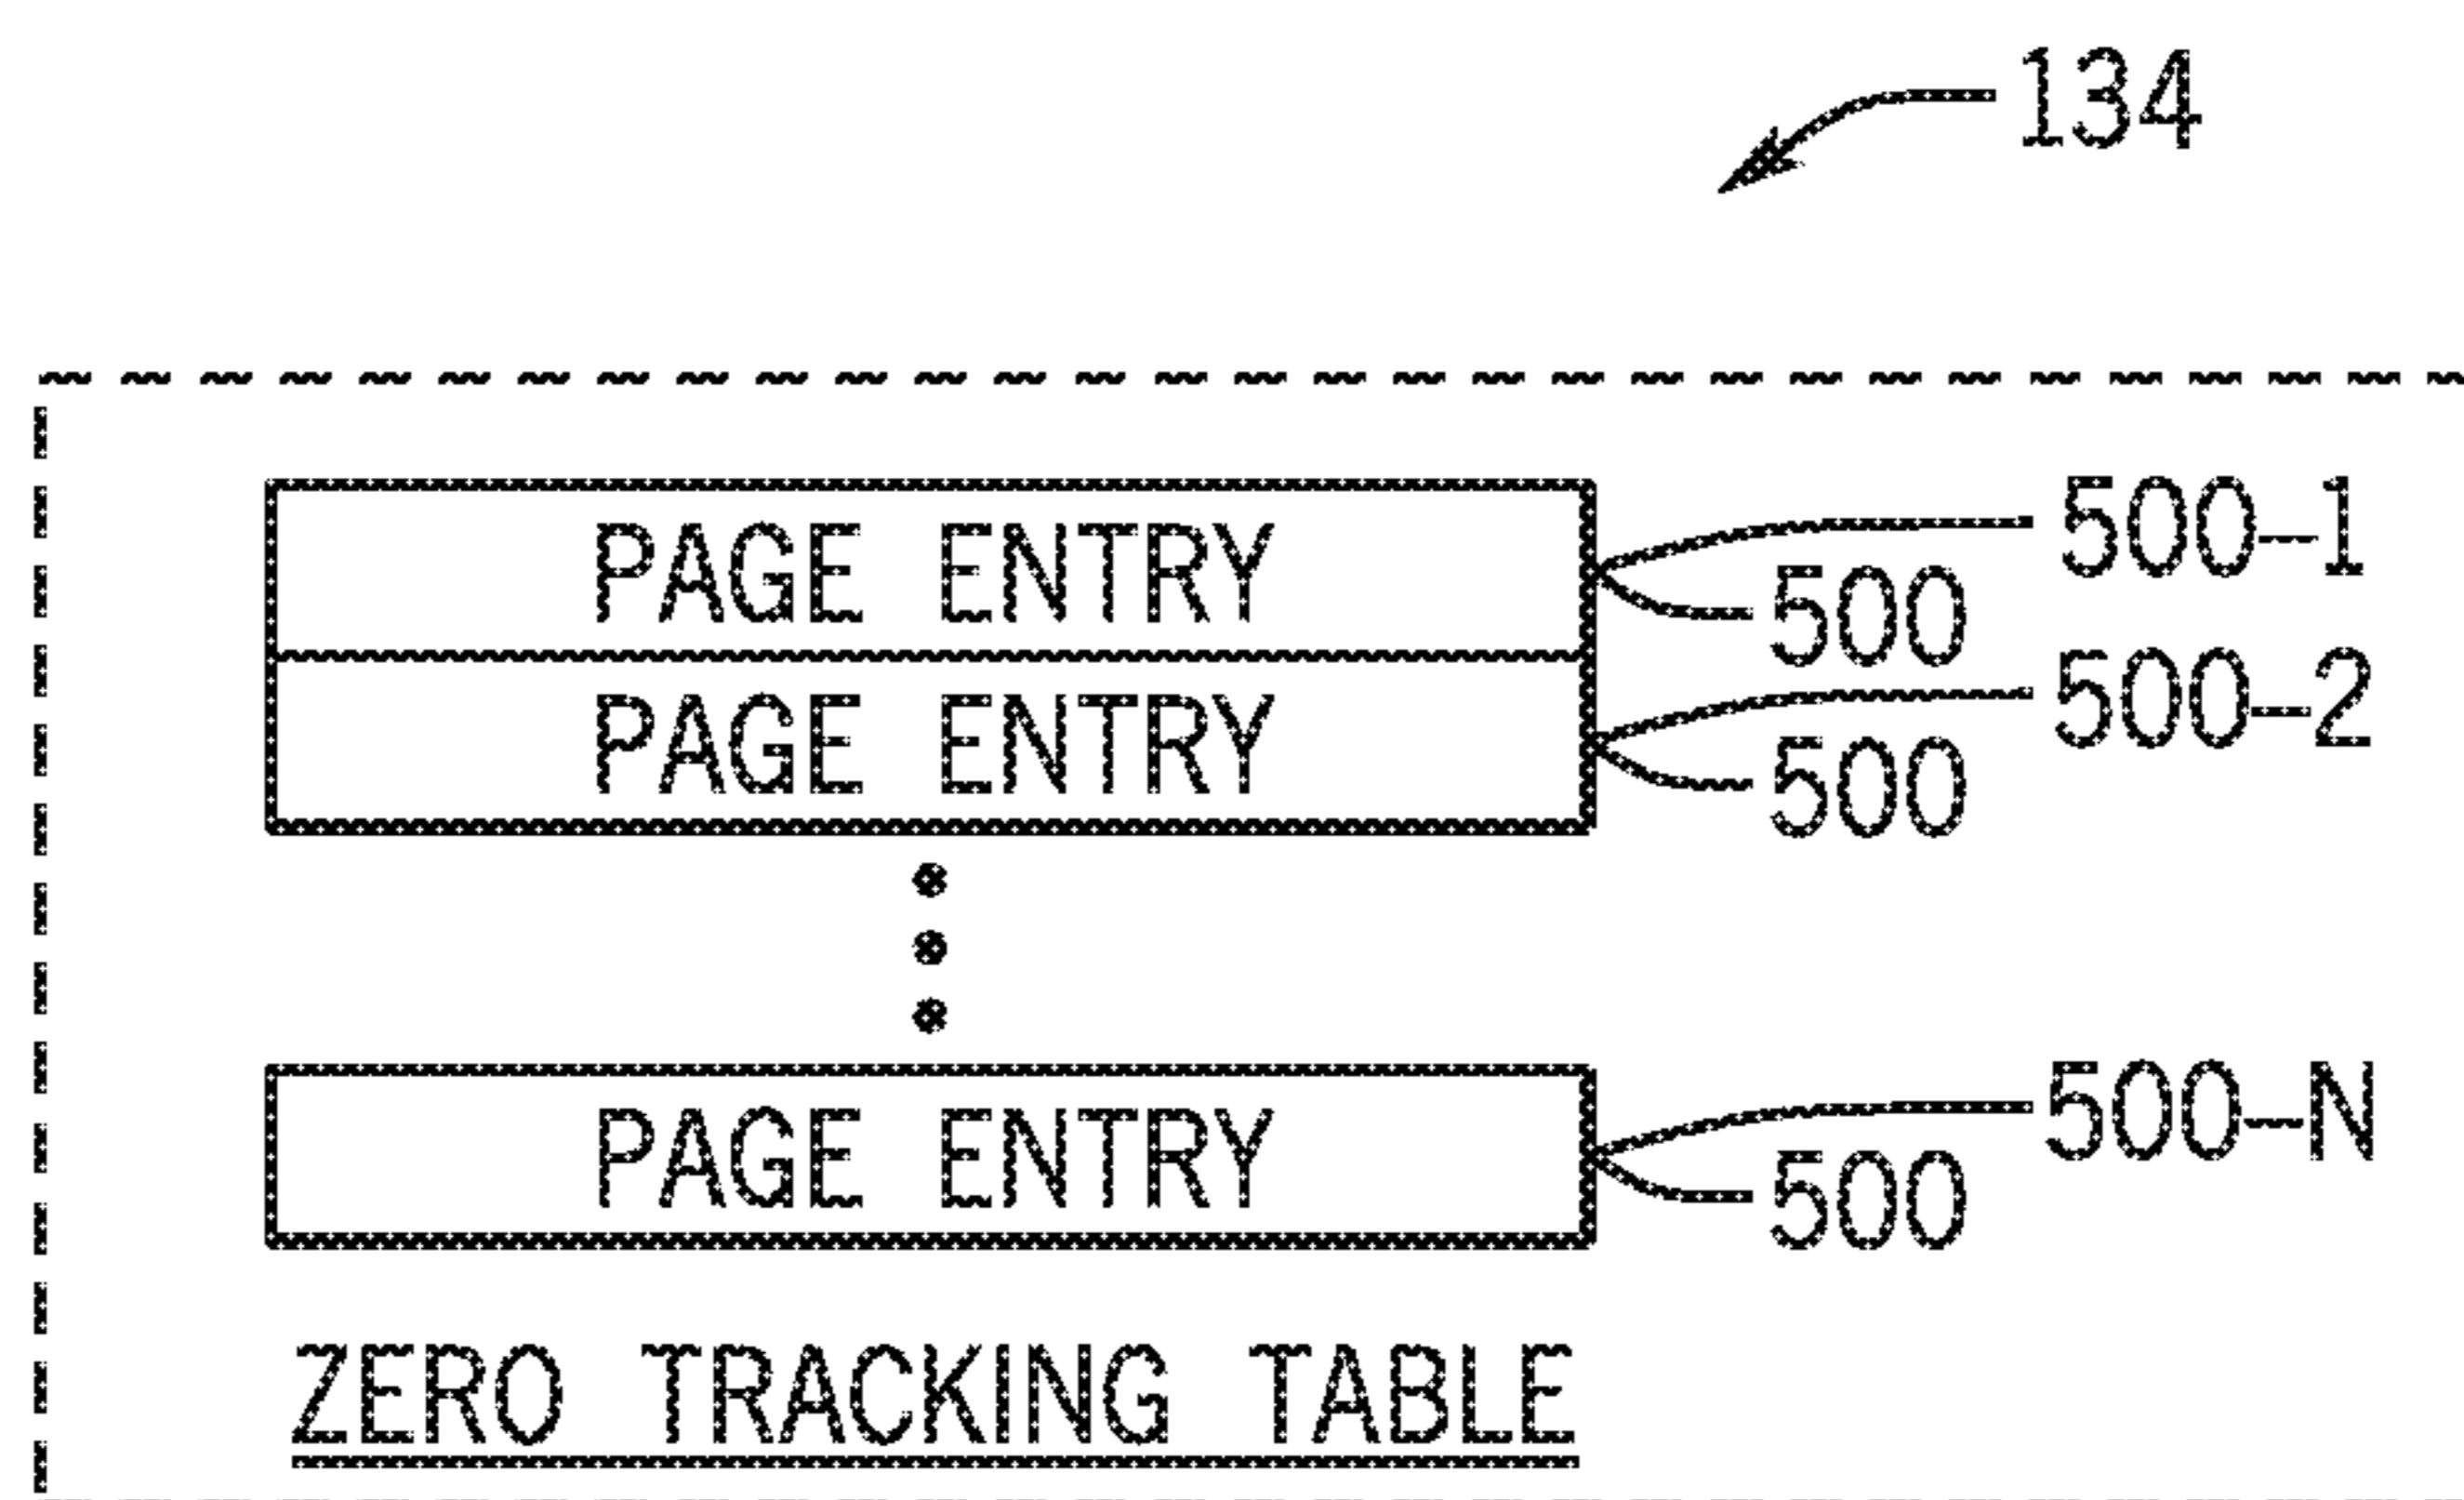 134
PAGE ENTRY 500-1
500
PAGE ENTRY 500-2
500
PAGE ENTRY 500-N
500
ZERO TRACKING TABLE